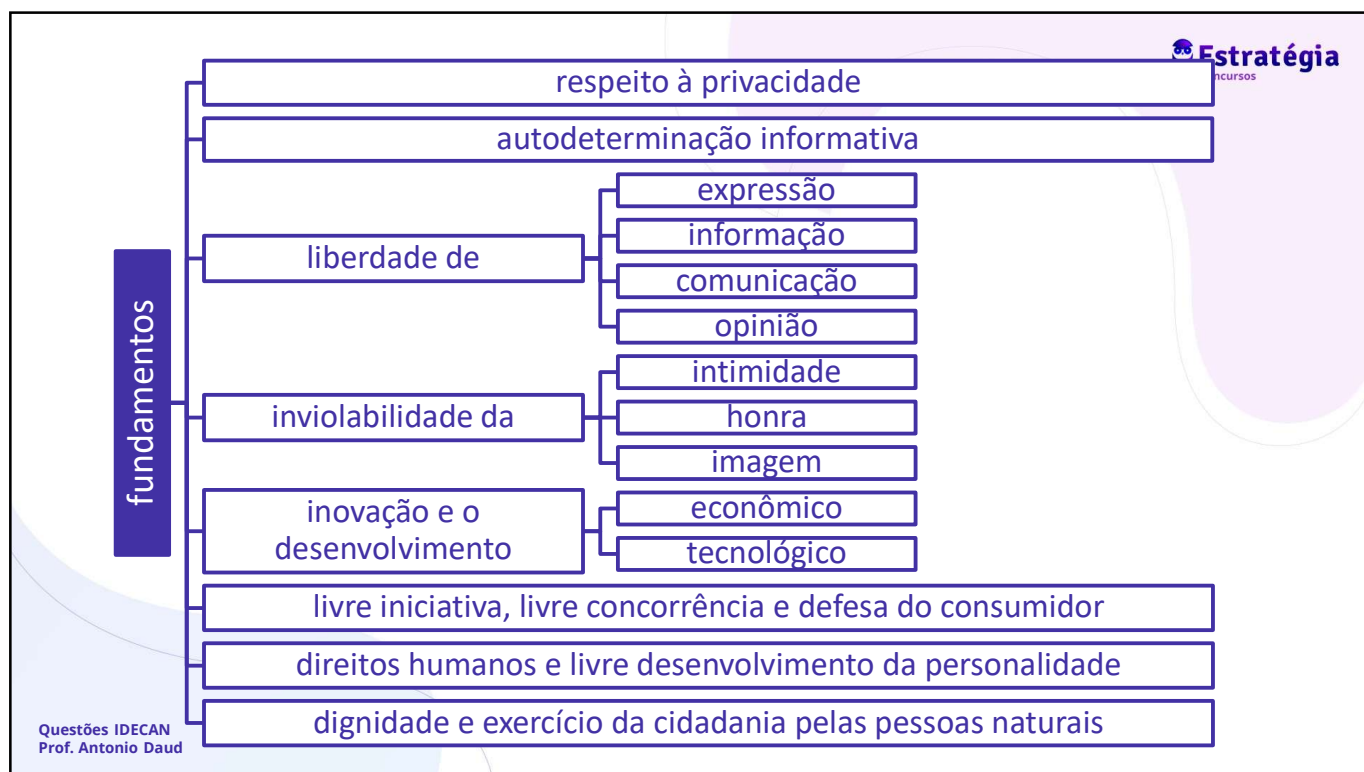 Estratégia
ncursos
respeito à privacidade
autodeterminação informativa
fundamentos
liberdade de
expressão
informação
comunicação
opinião
inviolabilidade da
intimidade
honra
imagem
inovação e o
desenvolvimento
econômico
tecnológico
livre iniciativa, livre concorrência e defesa do consumidor
direitos humanos e livre desenvolvimento da personalidade
dignidade e exercício da cidadania pelas pessoas naturais
Questões IDECAN
Prof. Antonio Daud